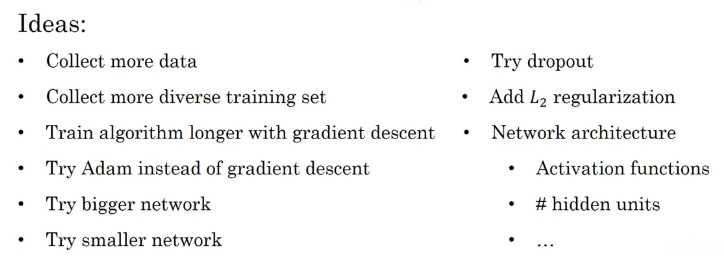 Ideas:
• Collect more data
• Collect more diverse training set
• Train algorithm longer with gradient descent
• Try Adam instead of gradient descent
• Try bigger network
• Try smaller network
• Try dropout
• Add L₂ regularization
• Network architecture
• Activation functions
• # hidden units
• ...